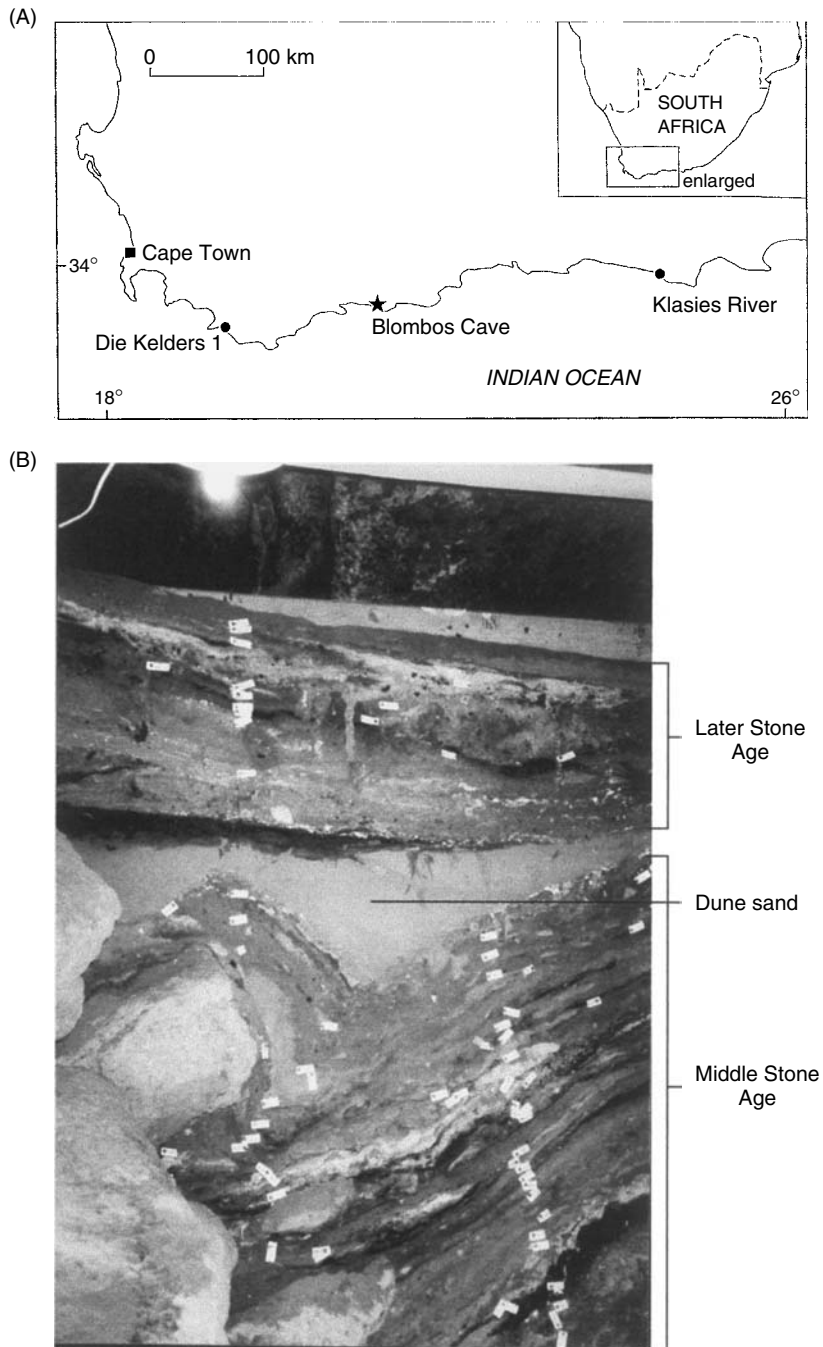 (A)
0
100 km
SOUTH
AFRICA
enlarged
34°
Cape Town
Klasies River
Die Kelders 1
Blombos Cave
INDIAN OCEAN
18°
26°
(B)
Later Stone
Age
Dune sand
Middle Stone
Age